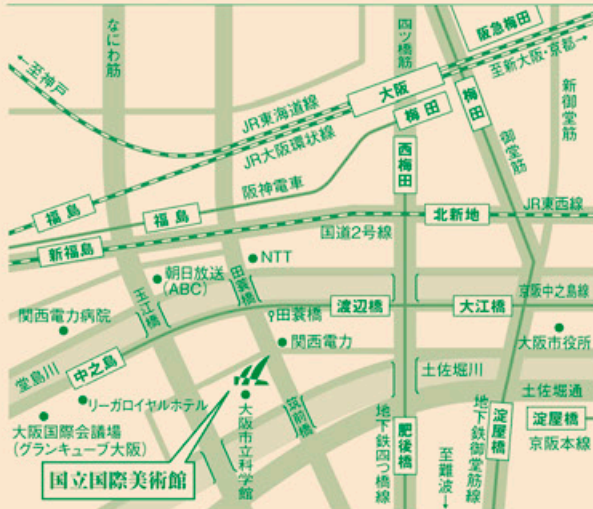 なにわ筋
四ツ橋筋
阪急梅田
←至神戸
至新大阪・京都→
大阪
梅田
梅田
新御堂筋
御堂筋
JR東海道線
JR大阪環状線
阪神電車
西梅田
福島
福島
新福島
北新地
JR東西線
国道2号線
NTT
朝日放送
(ABC)
田蓑橋
玉江橋
京阪中之島線
関西電力病院
田蓑橋
渡辺橋
大江橋
関西電力
大阪市役所
堂島川
中之島
土佐堀川
土佐堀通
リーガロイヤルホテル
大阪国際会議場
(グランキューブ大阪)
大阪市立科学館
筑前橋
地下鉄四つ橋線
肥後橋
至難波→
地下鉄御堂筋線
淀屋橋
淀屋橋
京阪本線
国立国際美術館